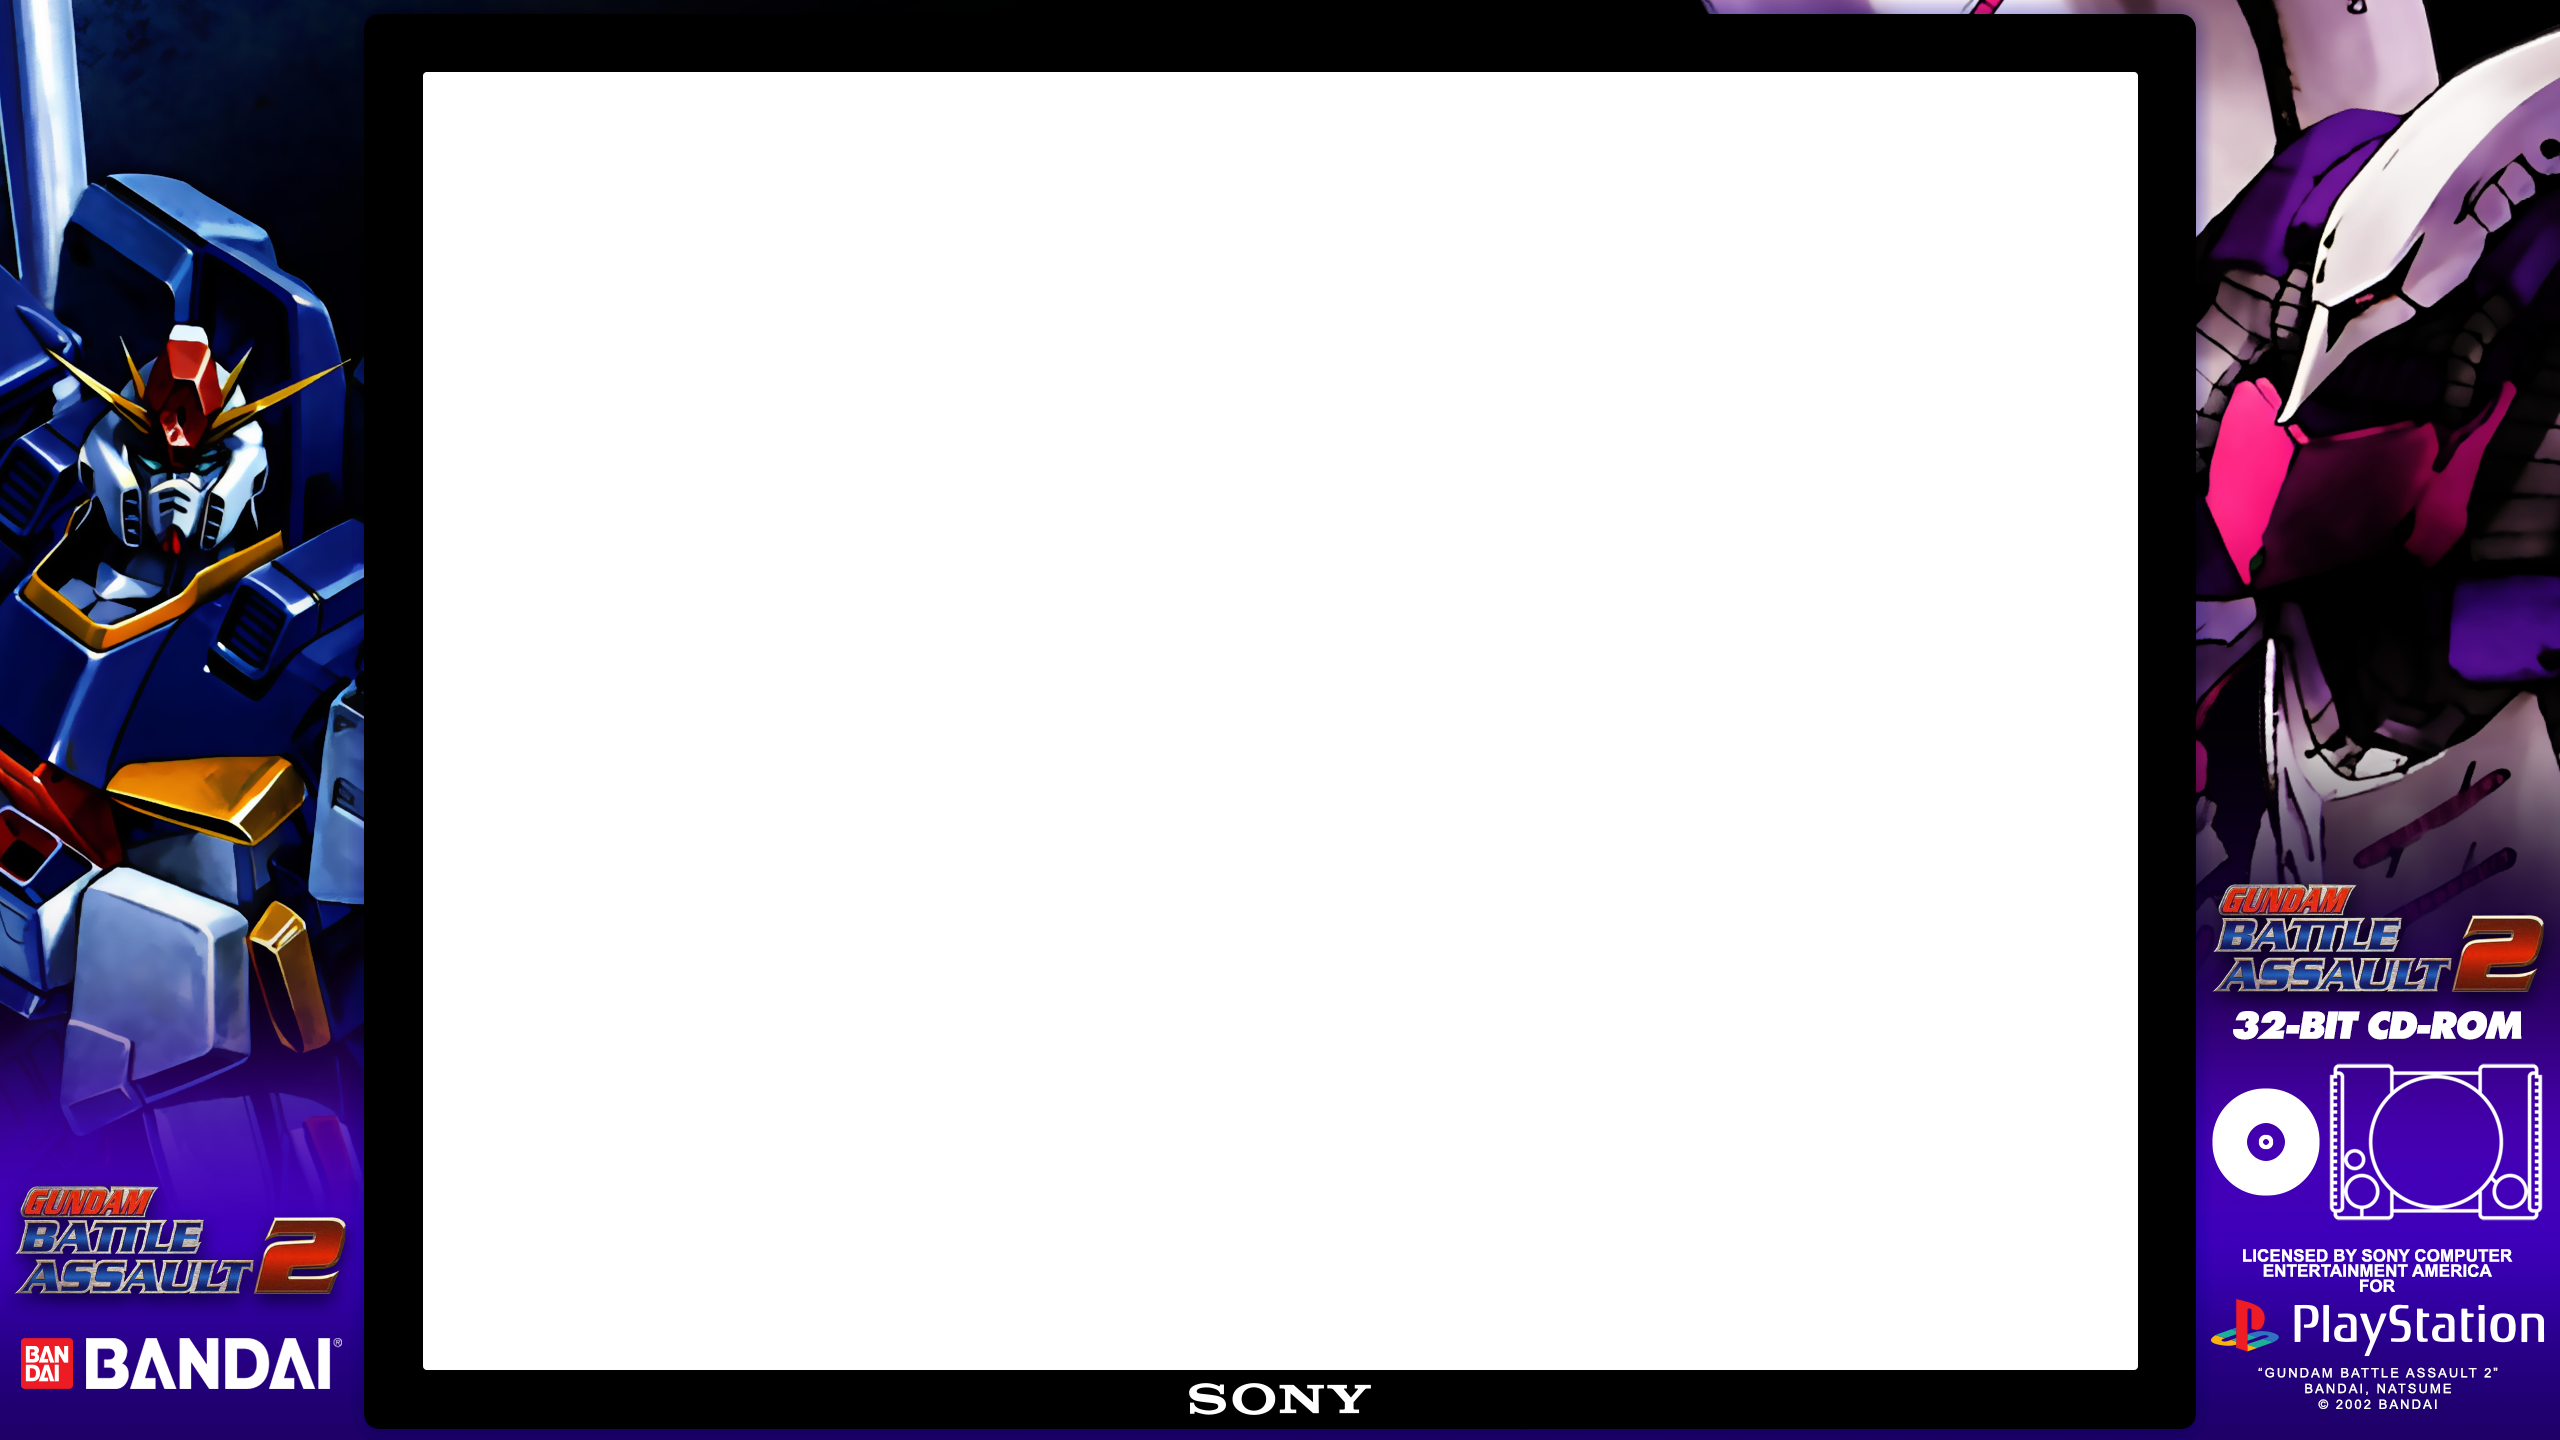 GUNDAM
BATTLE
ASSAULT 2
BAN
DAI
BANDAI®
SONY
GUNDAM
BATTLE
ASSAULT 2
32-BIT CD-ROM
LICENSED BY SONY COMPUTER
ENTERTAINMENT AMERICA
FOR
PlayStation
“GUNDAM BATTLE ASSAULT 2”
BANDAI, NATSUME
© 2002 BANDAI